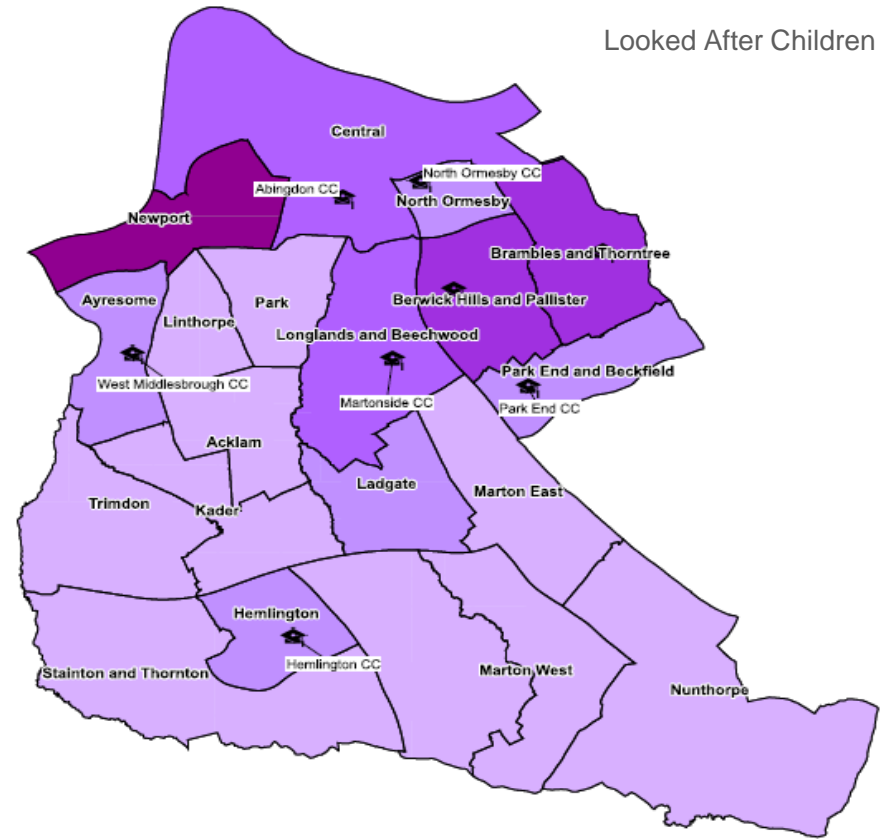 Looked After Children
Central
North Ormesby CC
Abingdon CC
North Ormesby
Newport
Brambles and Thorntree
Ayresome
Berwick Hills and Pallister
Park
Linthorpe
Longlands and Beechwood
Park End and Beckfield
West Middlesbrough CC
Martonside CC
Park End CC
Acklam
Ladgate
Marton East
Trimdon
Kader
Hemlington
Hemlington CC
Stainton and Thornton
Marton West
Nunthorpe